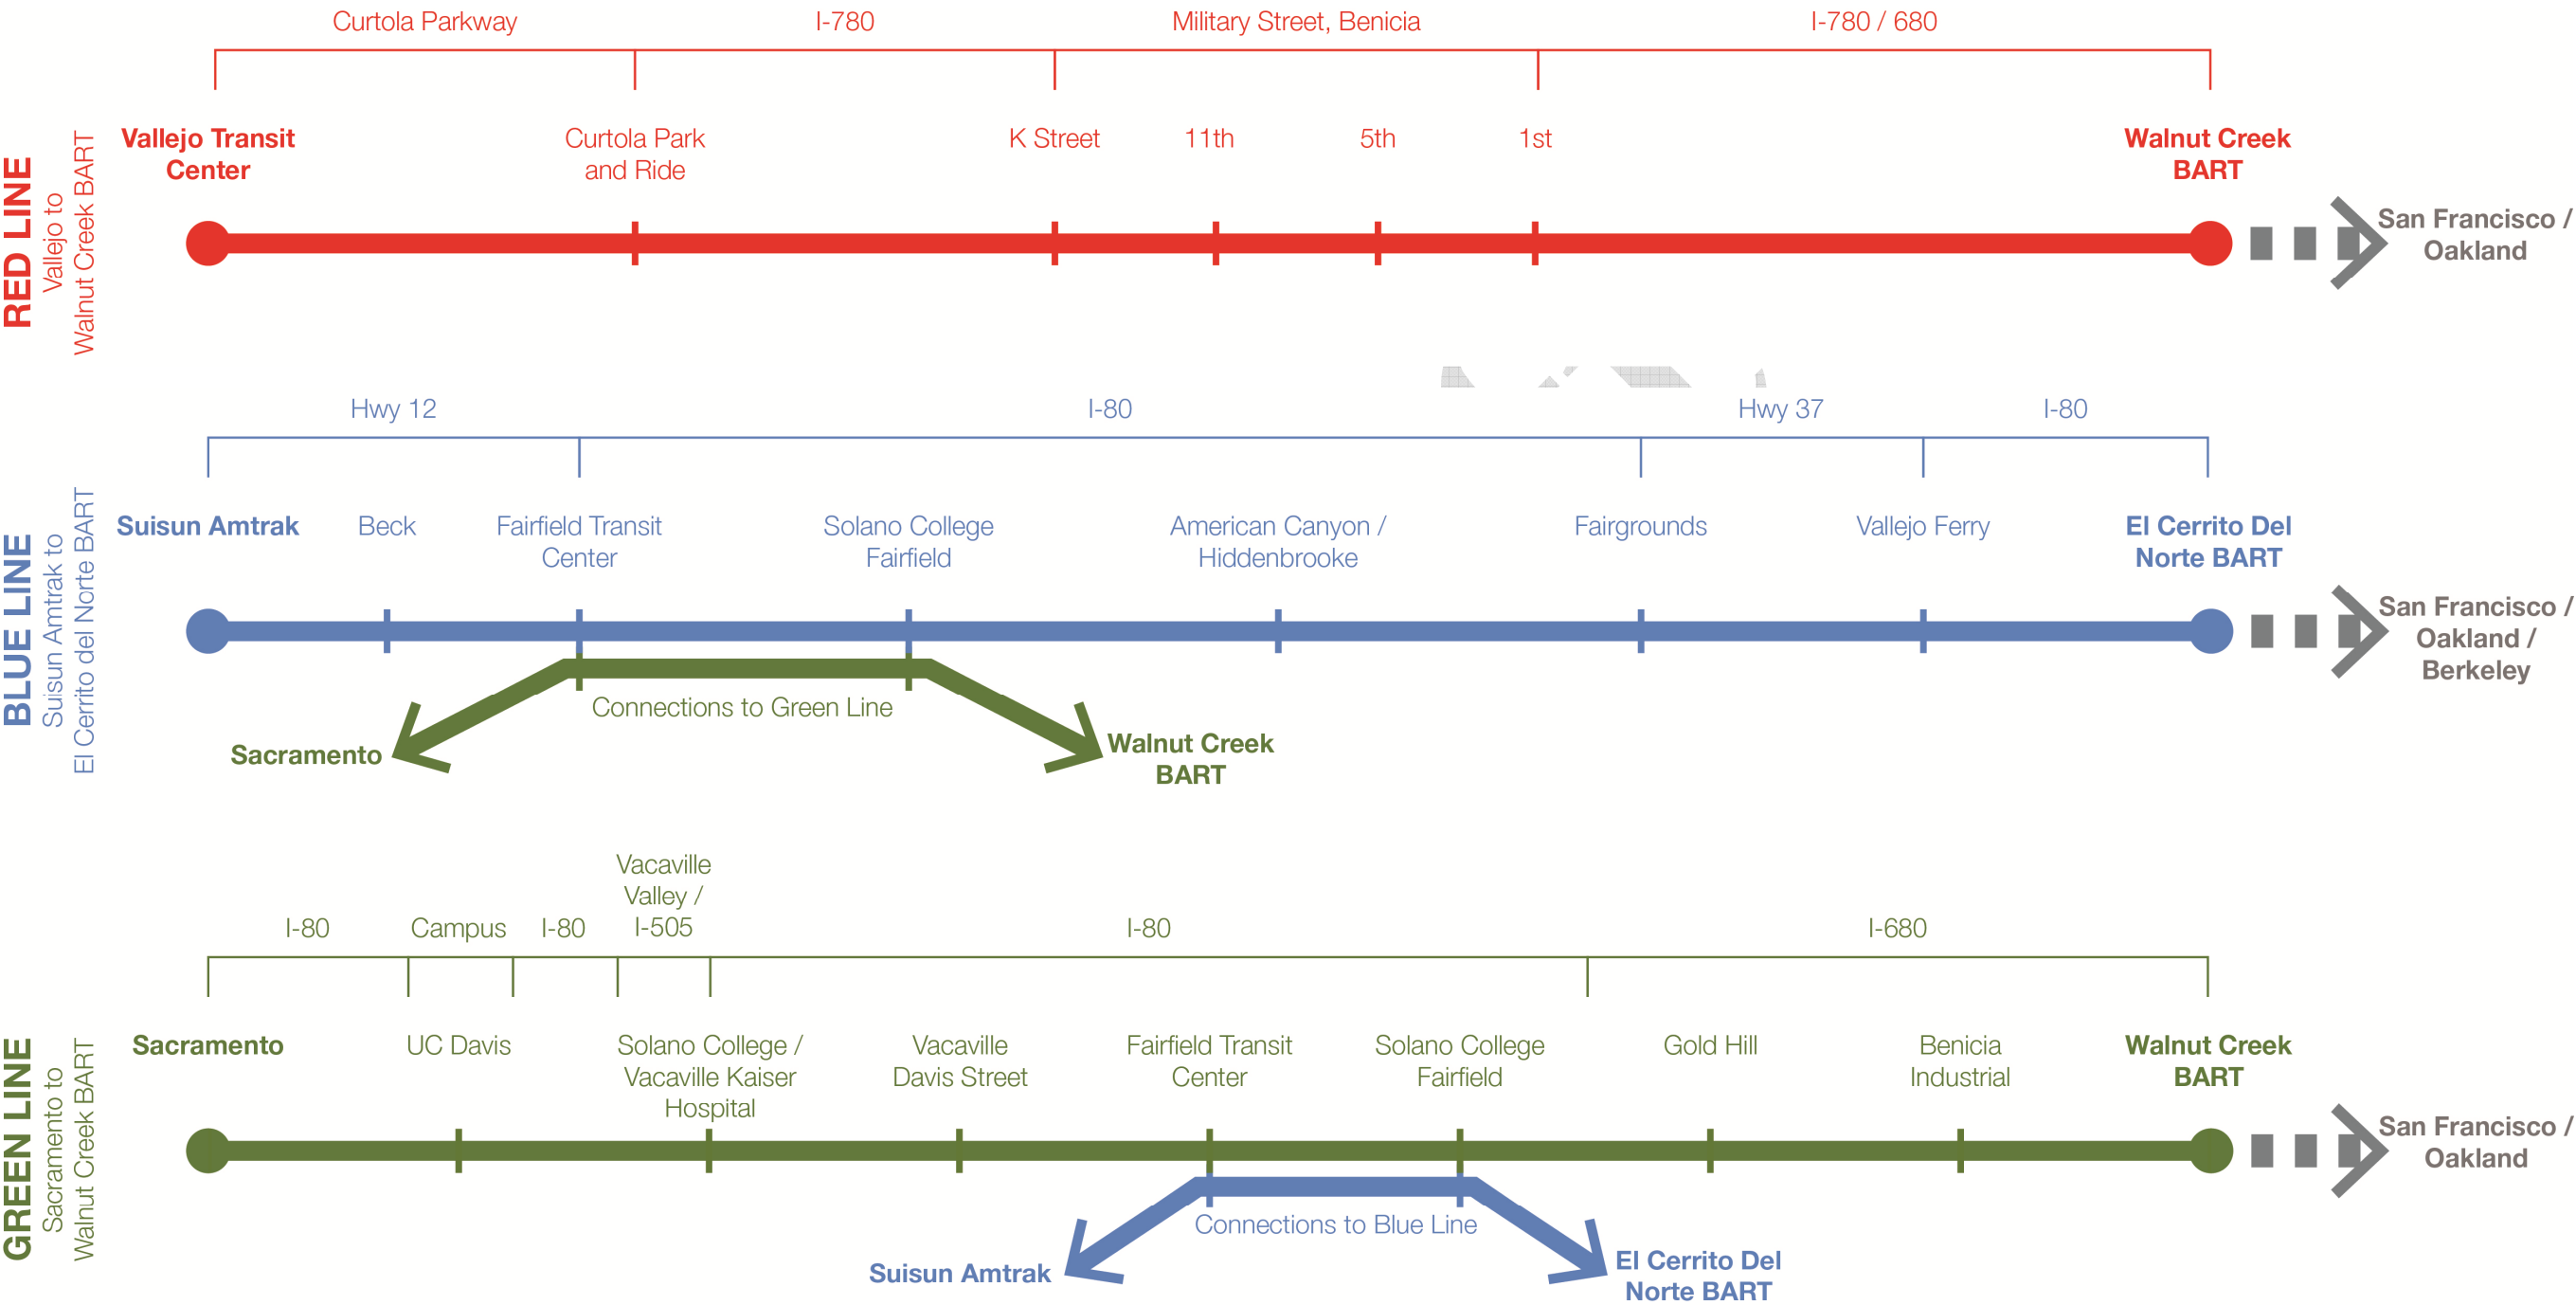 Curtola Parkway
I-780
Military Street, Benicia
I-780 / 680
RED LINE
Vallejo to
Walnut Creek BART
Vallejo Transit
Center
Curtola Park
and Ride
K Street
11th
5th
1st
Walnut Creek
BART
San Francisco /
Oakland
Hwy 12
I-80
Hwy 37
I-80
BLUE LINE
Suisun Amtrak to
El Cerrito del Norte BART
Suisun Amtrak
Beck
Fairfield Transit
Center
Solano College
Fairfield
American Canyon /
Hiddenbrooke
Fairgrounds
Vallejo Ferry
El Cerrito Del
Norte BART
San Francisco /
Oakland /
Berkeley
Connections to Green Line
Sacramento
Walnut Creek
BART
I-80
Campus
I-80
Vacaville
Valley /
I-505
I-80
I-680
GREEN LINE
Sacramento to
Walnut Creek BART
Sacramento
UC Davis
Solano College /
Vacaville Kaiser
Hospital
Vacaville
Davis Street
Fairfield Transit
Center
Solano College
Fairfield
Gold Hill
Benicia
Industrial
Walnut Creek
BART
San Francisco /
Oakland
Connections to Blue Line
Suisun Amtrak
El Cerrito Del
Norte BART